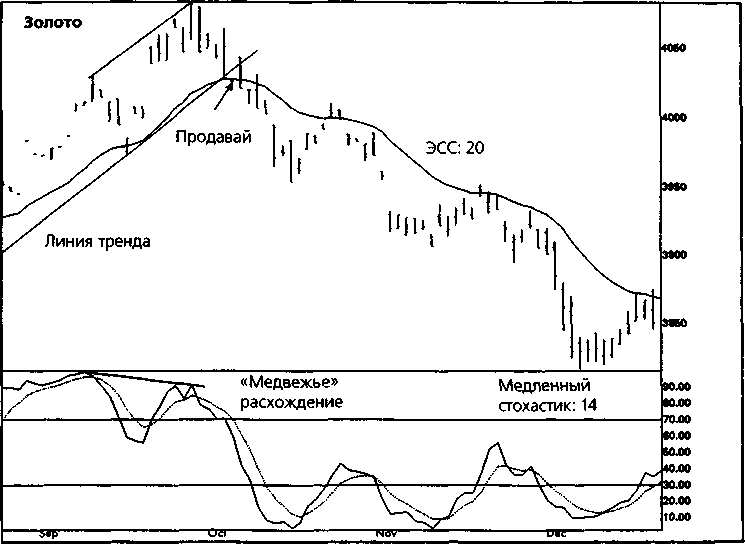 Золото
4050
Продавай
4000
ЭСС: 20
3950
Линия тренда
3900
3850
«Медвежье»
расхождение
Медленный
стохастик: 14
90.00
80.00
70.00
60.00
50.00
40.00
30.00
20.00
10.00
Sep
Oct
Nov
Dec